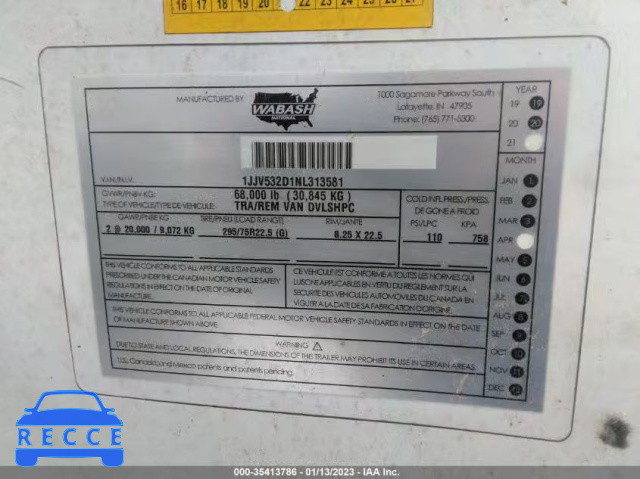 16 17 18 19 20 21 22 23 24 25 26 27
MANUFACTURED BY
WABASH
NATIONAL
1000 Sagamore Parkway South
Lafayette, IN 47905
Phone: (765) 771-5300
YEAR
19 19
20 20
21
MONTH
JAN 1
FEB 2
MAR 3
APR
MAY 5
JUN 6
JUL 7
AUG 8
SEP 9
OCT 10
NOV 11
DEC 12
V.I.N./N.I.V.
1JJV532D1NL313581
GVWR/PNBV KG:
68,000 lb ( 30,845 KG )
TYPE OF VEHICLE/TYPE DE VEHICULE:
TRA/REM VAN DVLSHPC
GAWR/PNBE KG
SIRE/PNEU (LOAD RANGE)
RIM/JANTE
2 @ 20,000 / 9,072 KG
295/75R22.5 (G)
8.25 X 22.5
COLD INFL. PRESS/PRESS.
DE GONE A FROID
PSI/LPC KPA
110 758
THIS VEHICLE CONFORMS TO ALL APPLICABLE STANDARDS
PRESCRIBED UNDER THE CANADIAN MOTOR VEHICLE SAFETY
REGULATIONS IN EFFECT ON THE DATE OF ORIGINAL
MANUFACTURE.
CE VEHICULE EST CONFORME A TOUTES LES NORMES QUI
LUI SONT APPLICABLES EN VERTU DU REGLEMENT SUR LA
SECURITE DES VEHICULES AUTOMOBILES DU CANADA EN
VIGUEUR A LA DATE DE SA FABRICATION D'ORIGINE.
THIS VEHICLE CONFORMS TO ALL APPLICABLE FEDERAL MOTOR VEHICLE SAFETY STANDARDS IN EFFECT ON THE DATE OF
MANUFACTURE SHOWN ABOVE.
WARNING
DUE TO STATE AND LOCAL REGULATIONS, THE DIMENSIONS OF THIS TRAILER MAY PROHIBIT ITS USE IN CERTAIN AREAS.
U.S. Canada and Mexico patents and patents pending.
RECCE
000-35413786 - 01/13/2023 - IAA Inc.